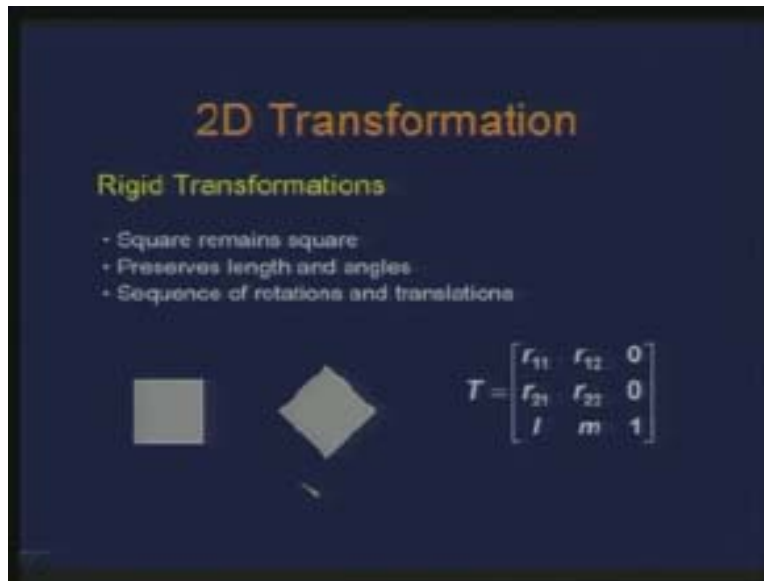 2D Transformation
Rigid Transformations
- Square remains square
- Preserves length and angles
- Sequence of rotations and translations
T = [r11 r12 0
r21 r22 0
l m 1]